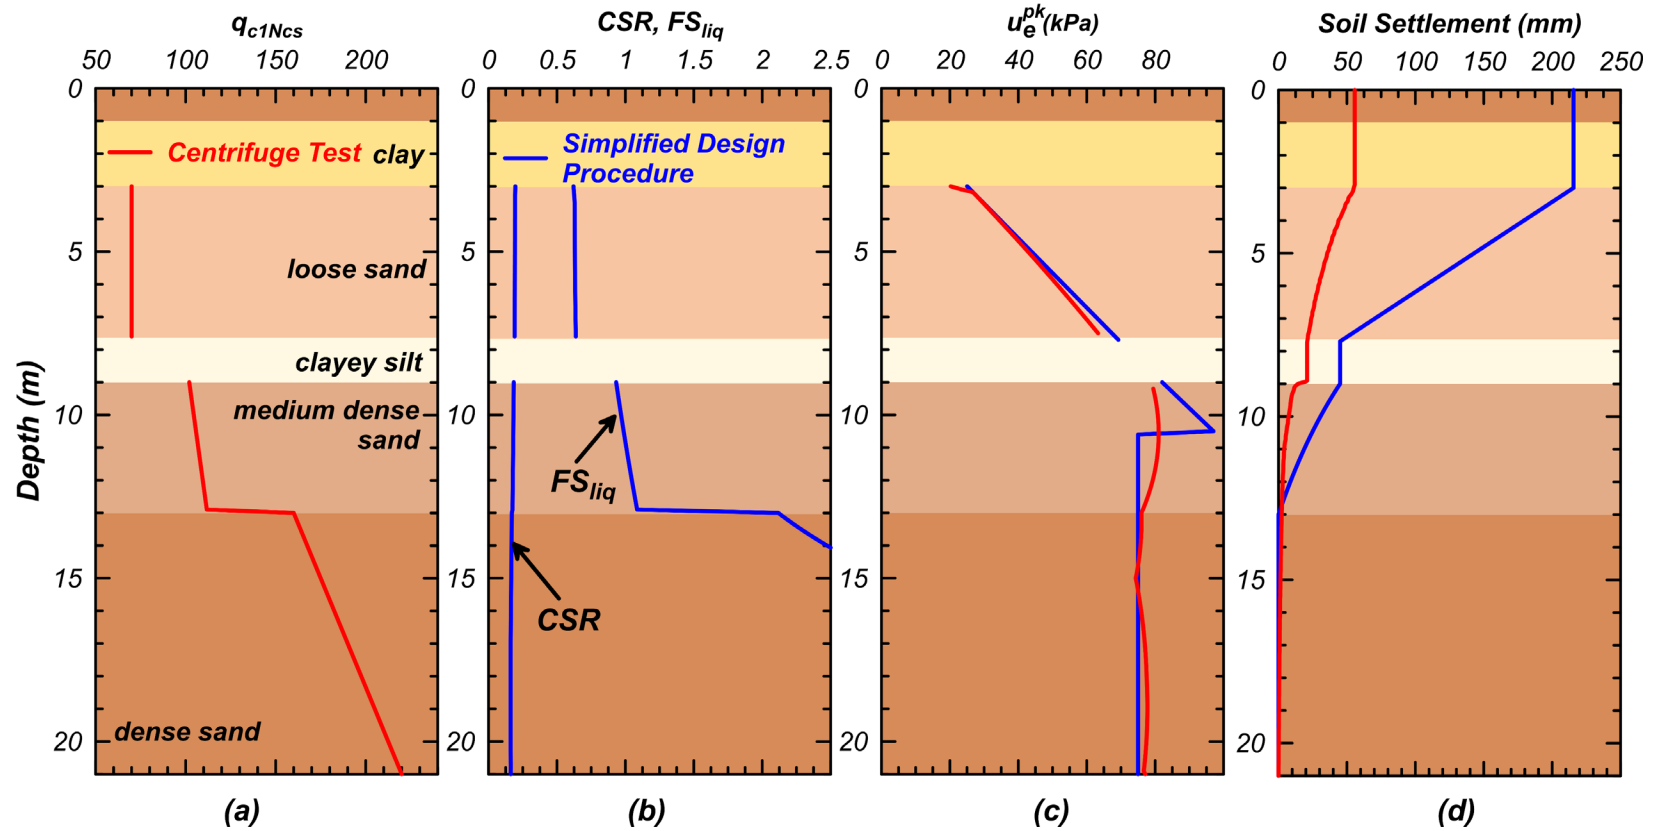 q_c1Ncs
CSR, FS_liq
u_e^pk (kPa)
Soil Settlement (mm)
50 100 150 200
0 0.5 1 1.5 2 2.5
0 20 40 60 80
0 50 100 150 200 250
0 0 0 0
Centrifuge Test clay
Simplified Design
Procedure
5 5 5 5
loose sand
clayey silt
Depth (m)
10 10 10 10
medium dense
sand
FS_liq
15 15 15 15
CSR
dense sand
20 20 20 20
(a) (b) (c) (d)